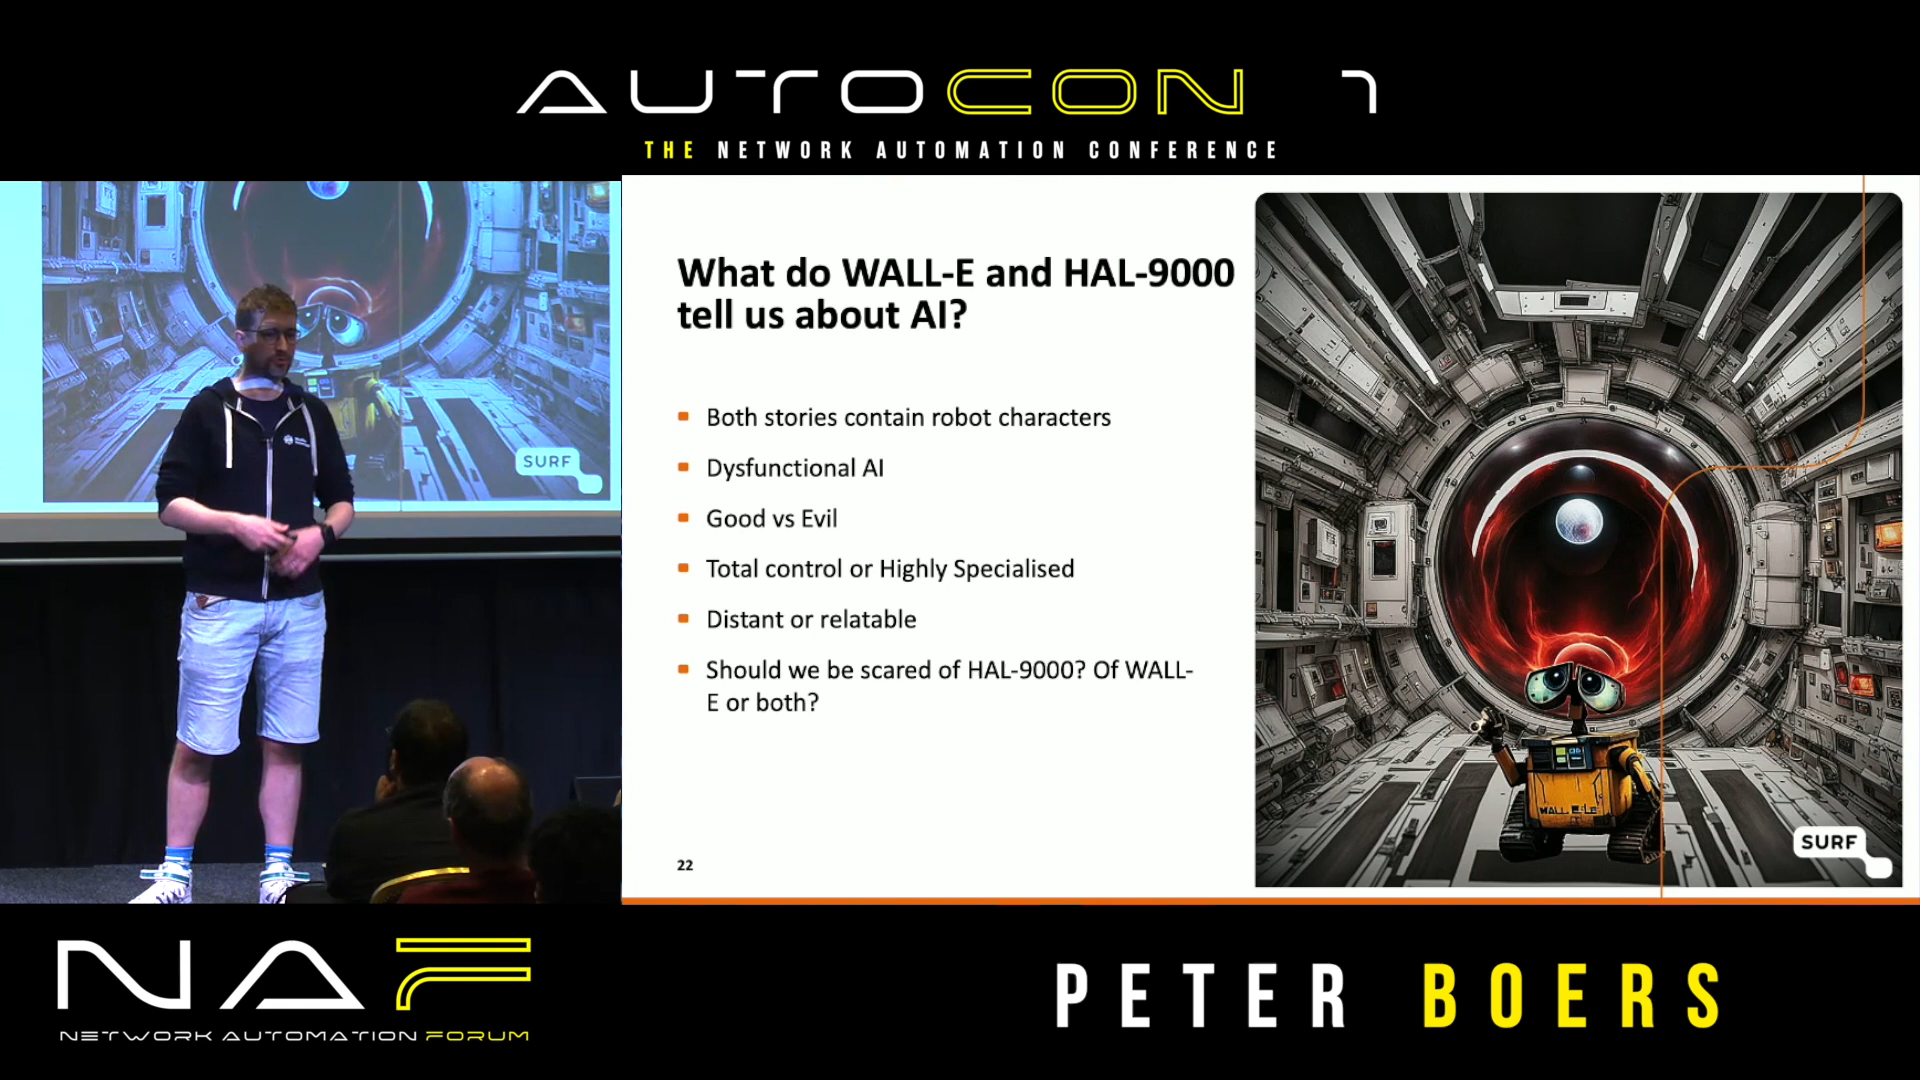 AUTOCON 1
THE NETWORK AUTOMATION CONFERENCE
SURF
What do WALL-E and HAL-9000
tell us about AI?
Both stories contain robot characters
Dysfunctional AI
Good vs Evil
Total control or Highly Specialised
Distant or relatable
Should we be scared of HAL-9000? Of WALL-
E or both?
22
SURF
NAF
NETWORK AUTOMATION FORUM
PETER BOERS